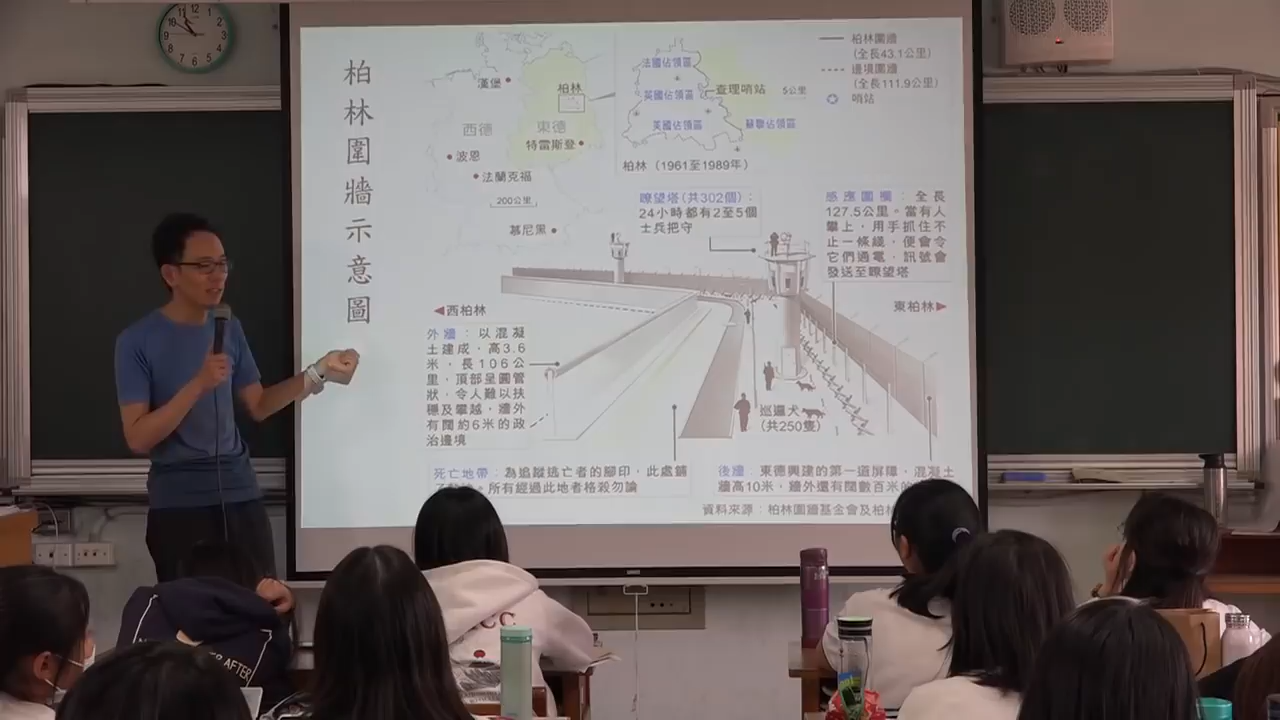 柏林圍牆示意圖
漢堡
柏林
西德
東德
特雷斯登
波恩
法蘭克福
200公里
慕尼黑
法國佔領區
英國佔領區
美國佔領區
查理哨站
蘇聯佔領區
5公里
柏林（1961至1989年）
柏林圍牆
（全長43.1公里）
邊境圍牆
（全長111.9公里）
哨站
瞭望塔（共302個）：
24小時都有2至5個
士兵把守
感應圍欄：全長
127.5公里。當有人
攀上，用手抓住不
止一條綫，便會令
它們通電，訊號會
發送至瞭望塔
西柏林
東柏林
外牆：以混凝
土建成，高3.6
米，長106公
里，頂部呈圓管
狀，令人難以扶
穩及攀越，牆外
有闊約6米的政
治邊境
巡邏犬
（共250隻）
死亡地帶：為追蹤逃亡者的腳印，此處鋪
。所有經過此地者格殺勿論
後牆：東德興建的第一道屏障，混凝土
牆高10米，牆外還有闊數百米的
資料來源：柏林圍牆基金會及柏林
AFTER